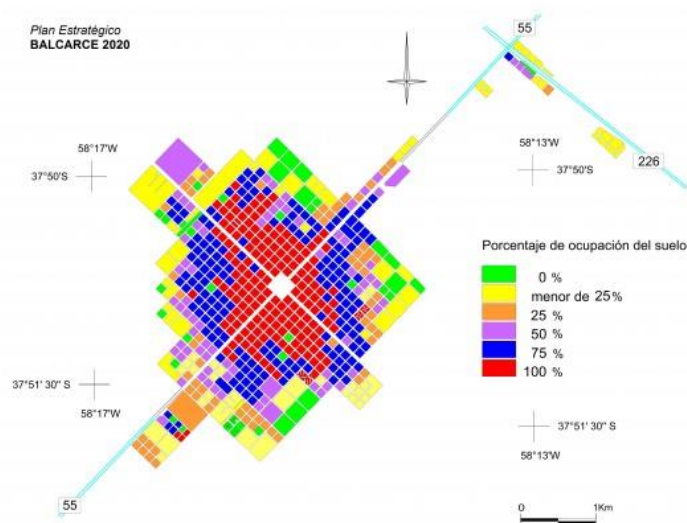 Plan Estratégico
BALCARCE 2020
55
58°17'W
37°50'S
58°13'W
37°50'S
226
Porcentaje de ocupación del suelo
0 %
menor de 25%
25 %
50 %
75 %
100 %
37°51' 30" S
58°17'W
37°51' 30" S
58°13'W
55
0 1Km